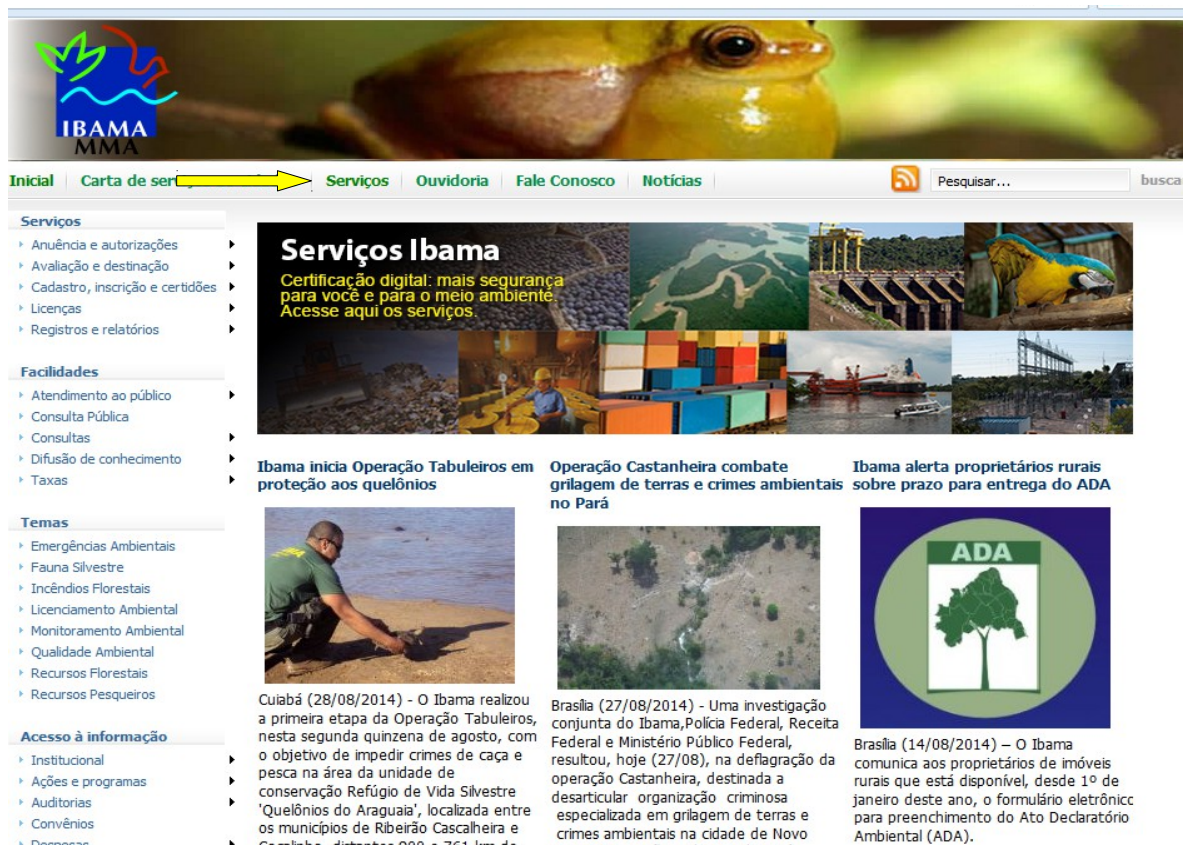 IBAMA
MMA
Inicial
Carta de ser
Serviços
Ouvidoria
Fale Conosco
Notícias
Pesquisar...
busca
Serviços
Anuência e autorizações
Avaliação e destinação
Cadastro, inscrição e certidões
Licenças
Registros e relatórios
Facilidades
Atendimento ao público
Consulta Pública
Consultas
Difusão de conhecimento
Taxas
Temas
Emergências Ambientais
Fauna Silvestre
Incêndios Florestais
Licenciamento Ambiental
Monitoramento Ambiental
Qualidade Ambiental
Recursos Florestais
Recursos Pesqueiros
Acesso à informação
Institucional
Ações e programas
Auditorias
Convênios
Despesas
Serviços Ibama
Certificação digital: mais segurança
para você e para o meio ambiente.
Acesse aqui os serviços.
Ibama inicia Operação Tabuleiros em
proteção aos quelônios
Cuiabá (28/08/2014) - O Ibama realizou
a primeira etapa da Operação Tabuleiros,
nesta segunda quinzena de agosto, com
o objetivo de impedir crimes de caça e
pesca na área da unidade de
conservação Refúgio de Vida Silvestre
'Quelônios do Araguaia', localizada entre
os municípios de Ribeirão Cascalheira e
Operação Castanheira combate
grilagem de terras e crimes ambientais
no Pará
Brasília (27/08/2014) - Uma investigação
conjunta do Ibama,Polícia Federal, Receita
Federal e Ministério Público Federal,
resultou, hoje (27/08), na deflagração da
operação Castanheira, destinada a
desarticular organização criminosa
especializada em grilagem de terras e
crimes ambientais na cidade de Novo
Ibama alerta proprietários rurais
sobre prazo para entrega do ADA
ADA
Brasília (14/08/2014) – O Ibama
comunica aos proprietários de imóveis
rurais que está disponível, desde 1º de
janeiro deste ano, o formulário eletrônico
para preenchimento do Ato Declaratório
Ambiental (ADA).